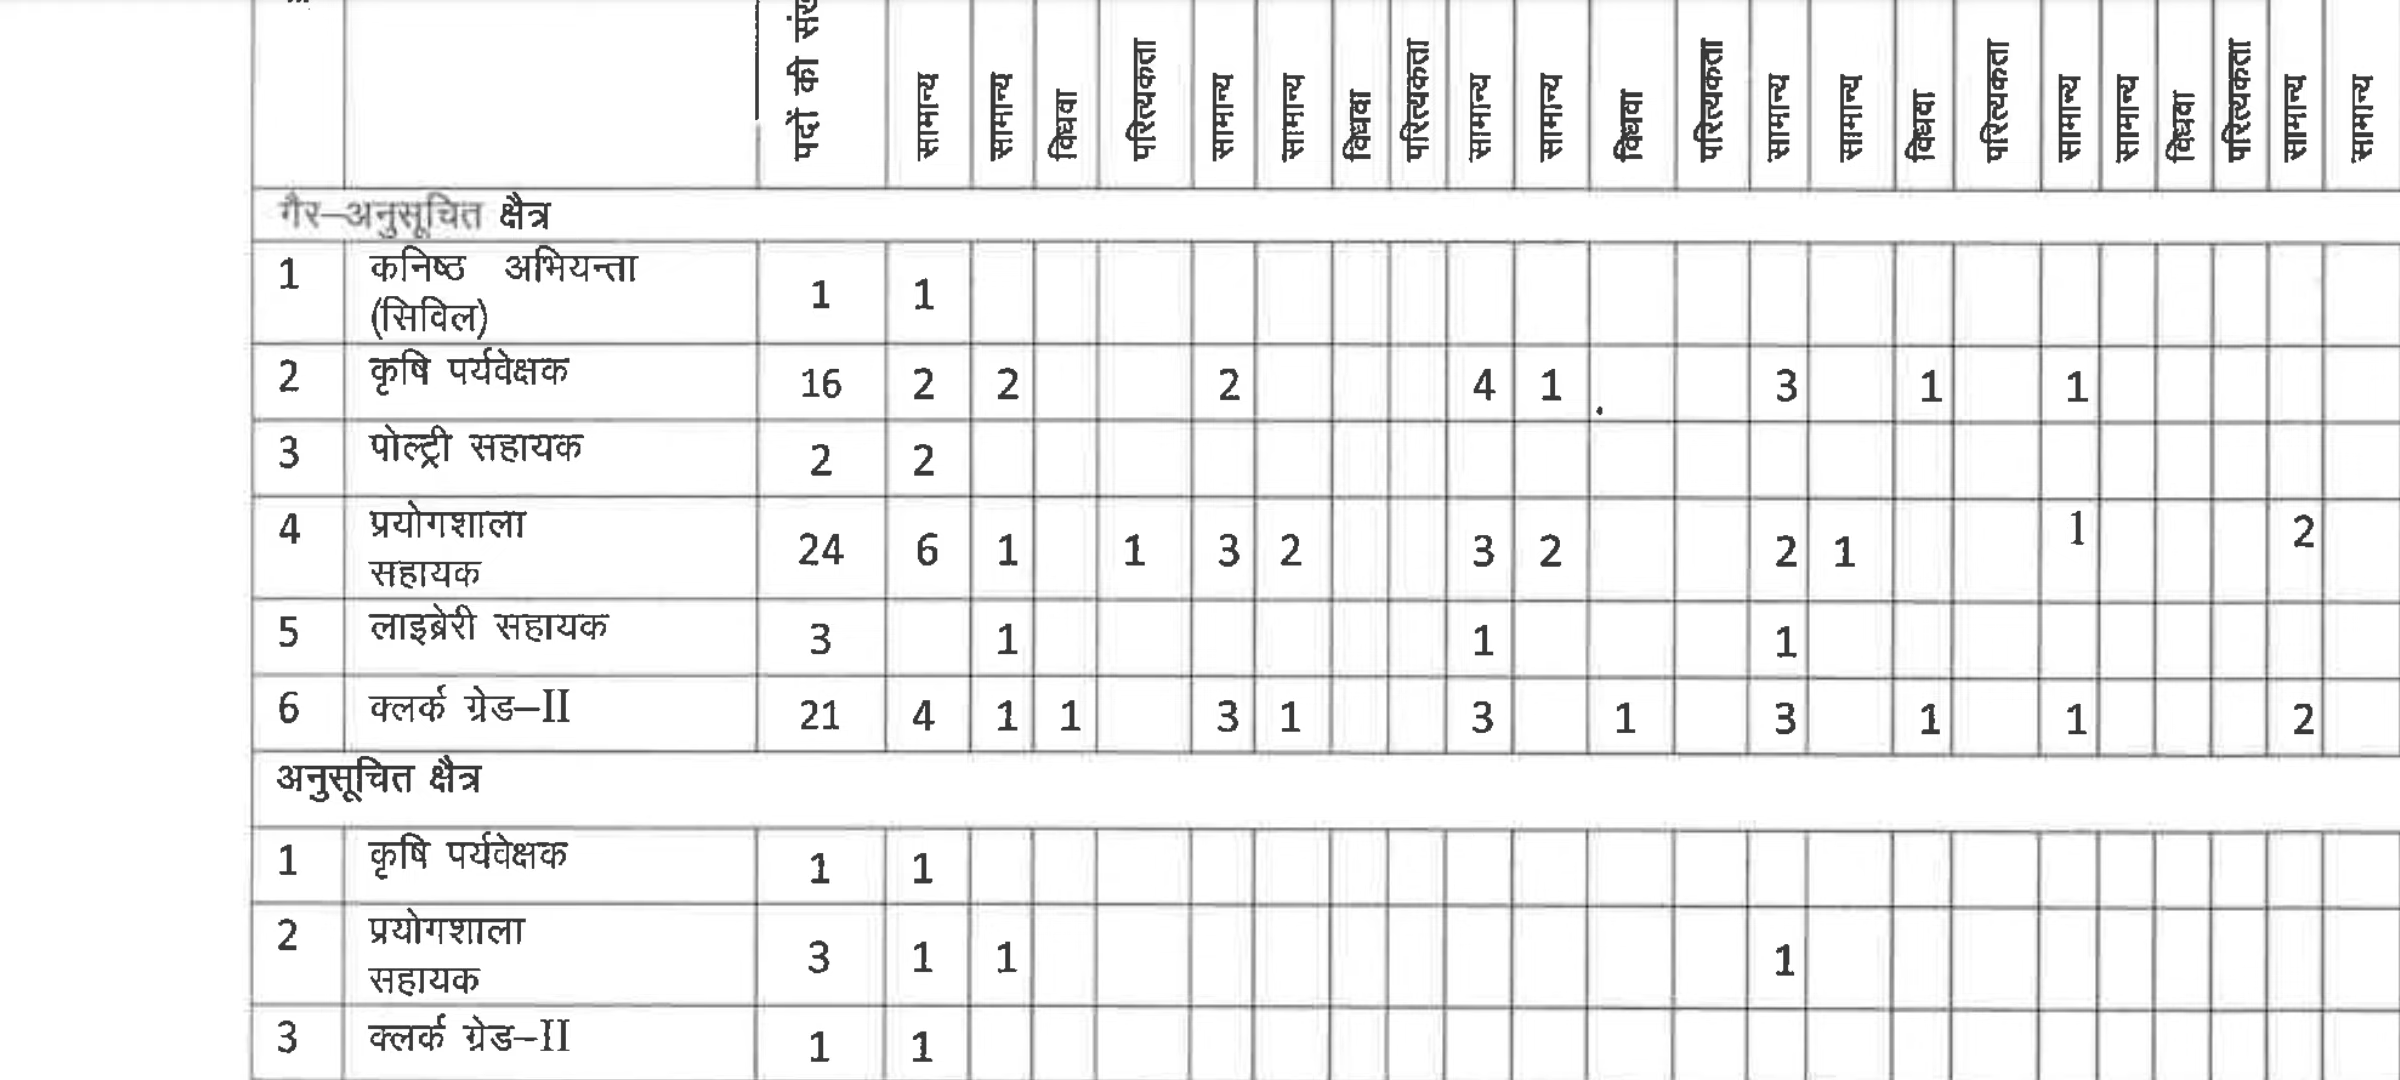 पदों की
सामान्य सामान्य विधवा परित्यकता सामान्य सामान्य विधवा परित्यकता सामान्य सामान्य विधवा परित्यकता सामान्य सामान्य विधवा परित्यकता सामान्य सामान्य विधवा परित्यकता सामान्य सामान्य
गैर–अनुसूचित क्षैत्र
1 कनिष्ठ अभियन्ता
(सिविल) 1 1
2 कृषि पर्यवेक्षक 16 2 2 2 4 1 3 1 1
3 पोल्ट्री सहायक 2 2
4 प्रयोगशाला
सहायक 24 6 1 1 3 2 3 2 2 1 1 2
5 लाइब्रेरी सहायक 3 1 1 1
6 क्लर्क ग्रेड–II 21 4 1 1 3 1 3 1 3 1 1 2
अनुसूचित क्षैत्र
1 कृषि पर्यवेक्षक 1 1
2 प्रयोगशाला
सहायक 3 1 1 1
3 क्लर्क ग्रेड–II 1 1